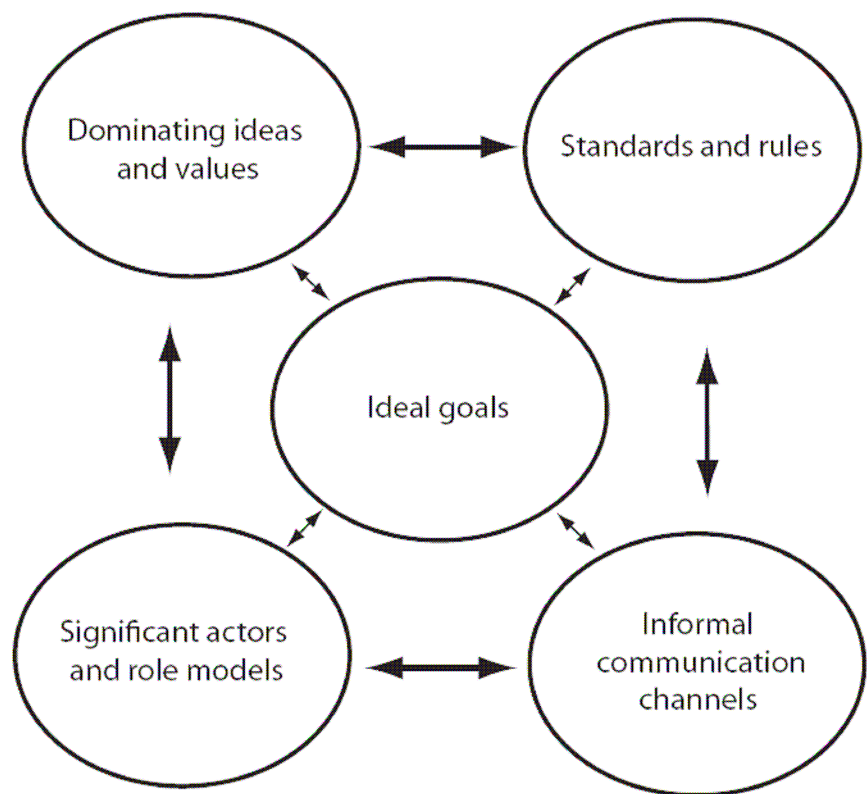 Dominating ideas
and values
Standards and rules
Ideal goals
Significant actors
and role models
Informal
communication
channels